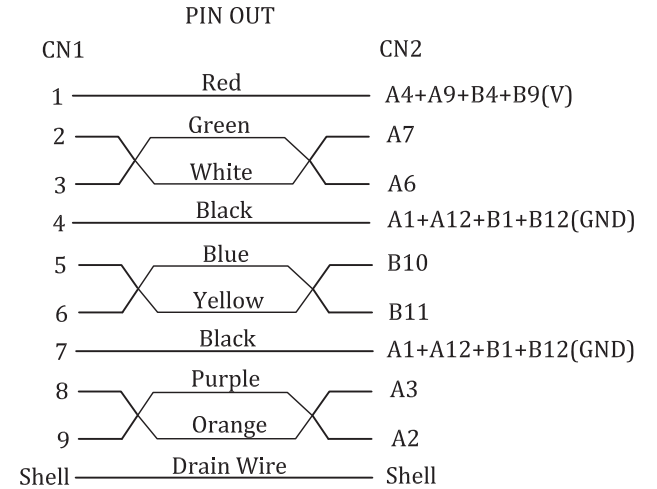 PIN OUT
CN1 CN2
1 Red A4+A9+B4+B9(V)
2 Green A7
3 White A6
4 Black A1+A12+B1+B12(GND)
5 Blue B10
6 Yellow B11
7 Black A1+A12+B1+B12(GND)
8 Purple A3
9 Orange A2
Shell Drain Wire Shell